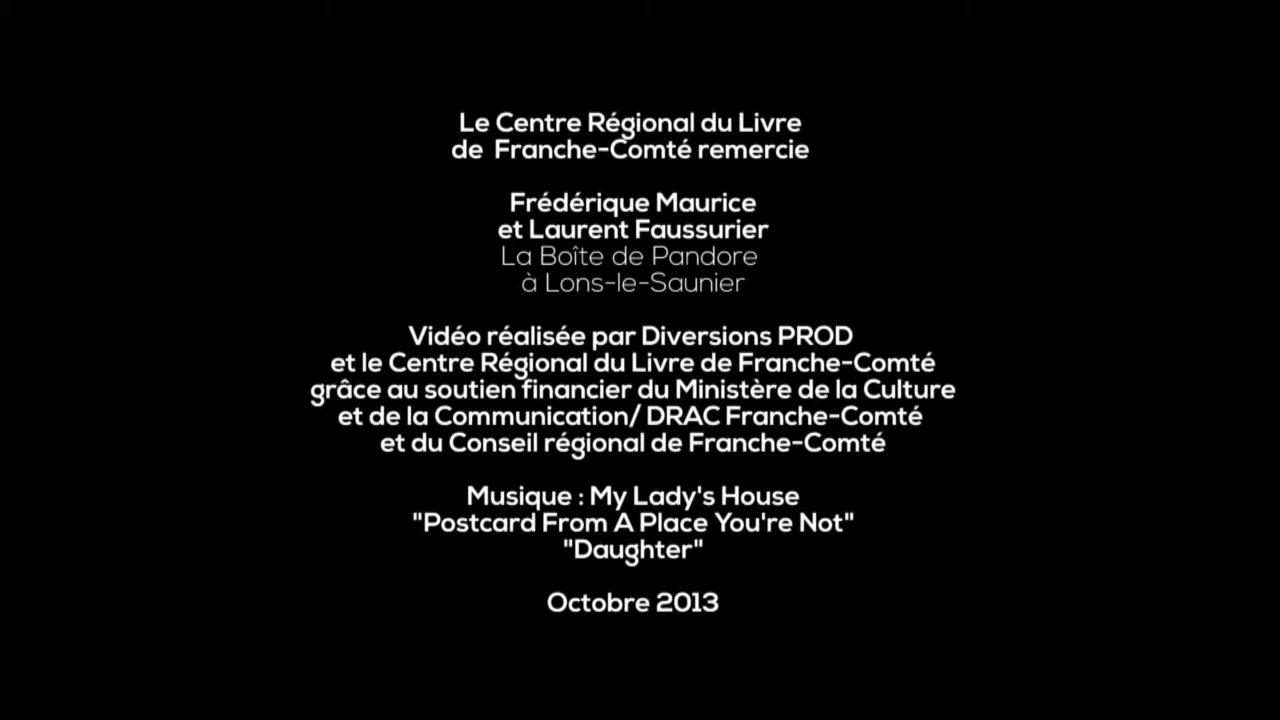 Le Centre Régional du Livre
de Franche-Comté remercie
Frédérique Maurice
et Laurent Faussurier
La Boîte de Pandore
à Lons-le-Saunier
Vidéo réalisée par Diversions PROD
et le Centre Régional du Livre de Franche-Comté
grâce au soutien financier du Ministère de la Culture
et de la Communication/ DRAC Franche-Comté
et du Conseil régional de Franche-Comté
Musique : My Lady's House
"Postcard From A Place You're Not"
"Daughter"
Octobre 2013